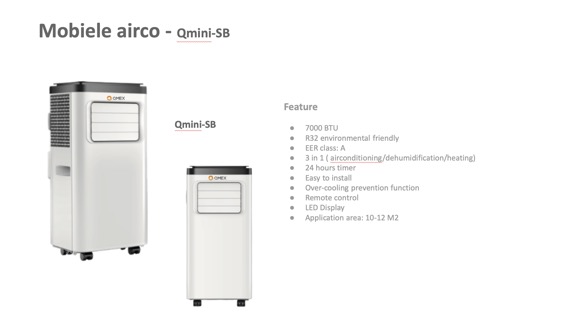 Mobiele airco - Qmini-SB
QMEX
Qmini-SB
QMEX
Feature
7000 BTU
R32 environmental friendly
EER class: A
3 in 1 ( airconditioning/dehumidification/heating)
24 hours timer
Easy to install
Over-cooling prevention function
Remote control
LED Display
Application area: 10-12 M2